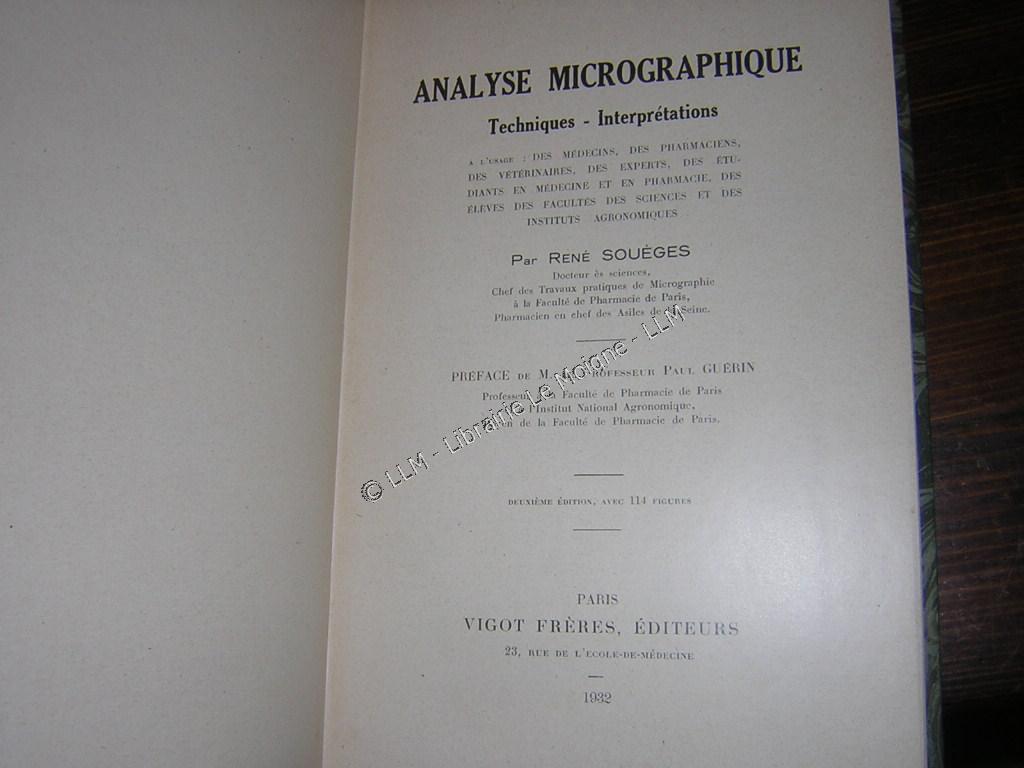 ANALYSE MICROGRAPHIQUE
Techniques - Interprétations
A L'USAGE : DES MÉDECINS, DES PHARMACIENS,
DES VÉTÉRINAIRES, DES EXPERTS, DES ÉTU-
DIANTS EN MÉDECINE ET EN PHARMACIE, DES
ÉLÈVES DES FACULTÉS DES SCIENCES ET DES
INSTITUTS AGRONOMIQUES
Par RENÉ SOUÈGES
Docteur ès sciences,
Chef des Travaux pratiques de Micrographie
à la Faculté de Pharmacie de Paris,
Pharmacien en chef des Asiles de la Seine.
PRÉFACE DE M. PROFESSEUR PAUL GUÉRIN
Professeur Faculté de Pharmacie de Paris
l'Institut National Agronomique,
de la Faculté de Pharmacie de Paris.
© LLM - Librairie Le Moigne - LLM
DEUXIÈME ÉDITION, AVEC 114 FIGURES
PARIS
VIGOT FRÈRES, ÉDITEURS
23, RUE DE L'ECOLE-DE-MÉDECINE
1932